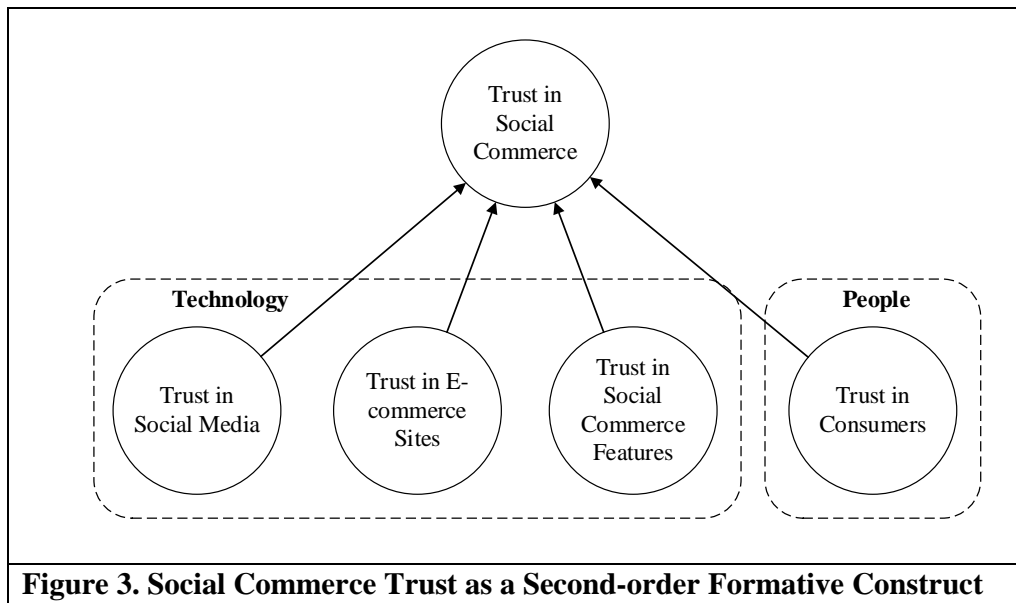 Trust in
Social
Commerce
Technology
People
Trust in
Social Media
Trust in E-
commerce
Sites
Trust in
Social
Commerce
Features
Trust in
Consumers
Figure 3. Social Commerce Trust as a Second-order Formative Construct